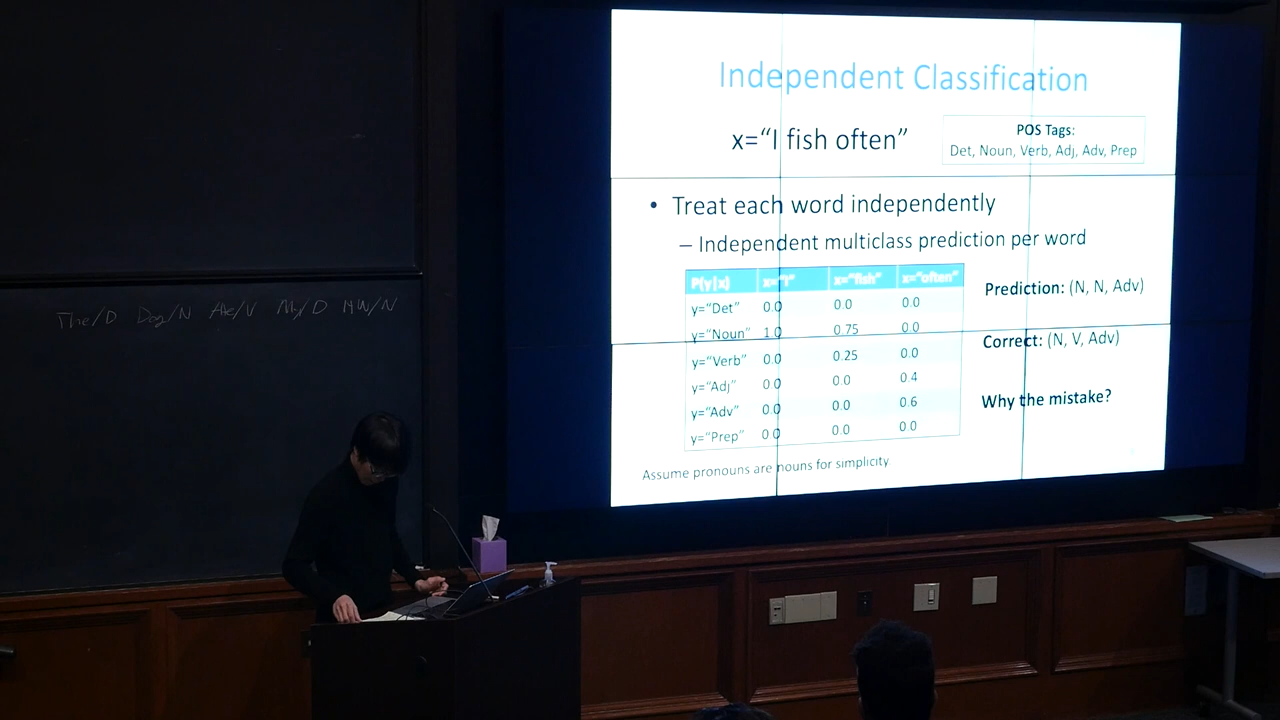 Independent Classification
x=“I fish often”
POS Tags:
Det, Noun, Verb, Adj, Adv, Prep
• Treat each word independently
– Independent multiclass prediction per word
P(y|x) x=“I” x=“fish” x=“often”
y=“Det” 0.0 0.0 0.0
y=“Noun” 1.0 0.75 0.0
y=“Verb” 0.0 0.25 0.0
y=“Adj” 0.0 0.0 0.4
y=“Adv” 0.0 0.0 0.6
y=“Prep” 0.0 0.0 0.0
Prediction: (N, N, Adv)
Correct: (N, V, Adv)
Why the mistake?
Assume pronouns are nouns for simplicity
The/D Dog/N Ate/V My/D HW/N